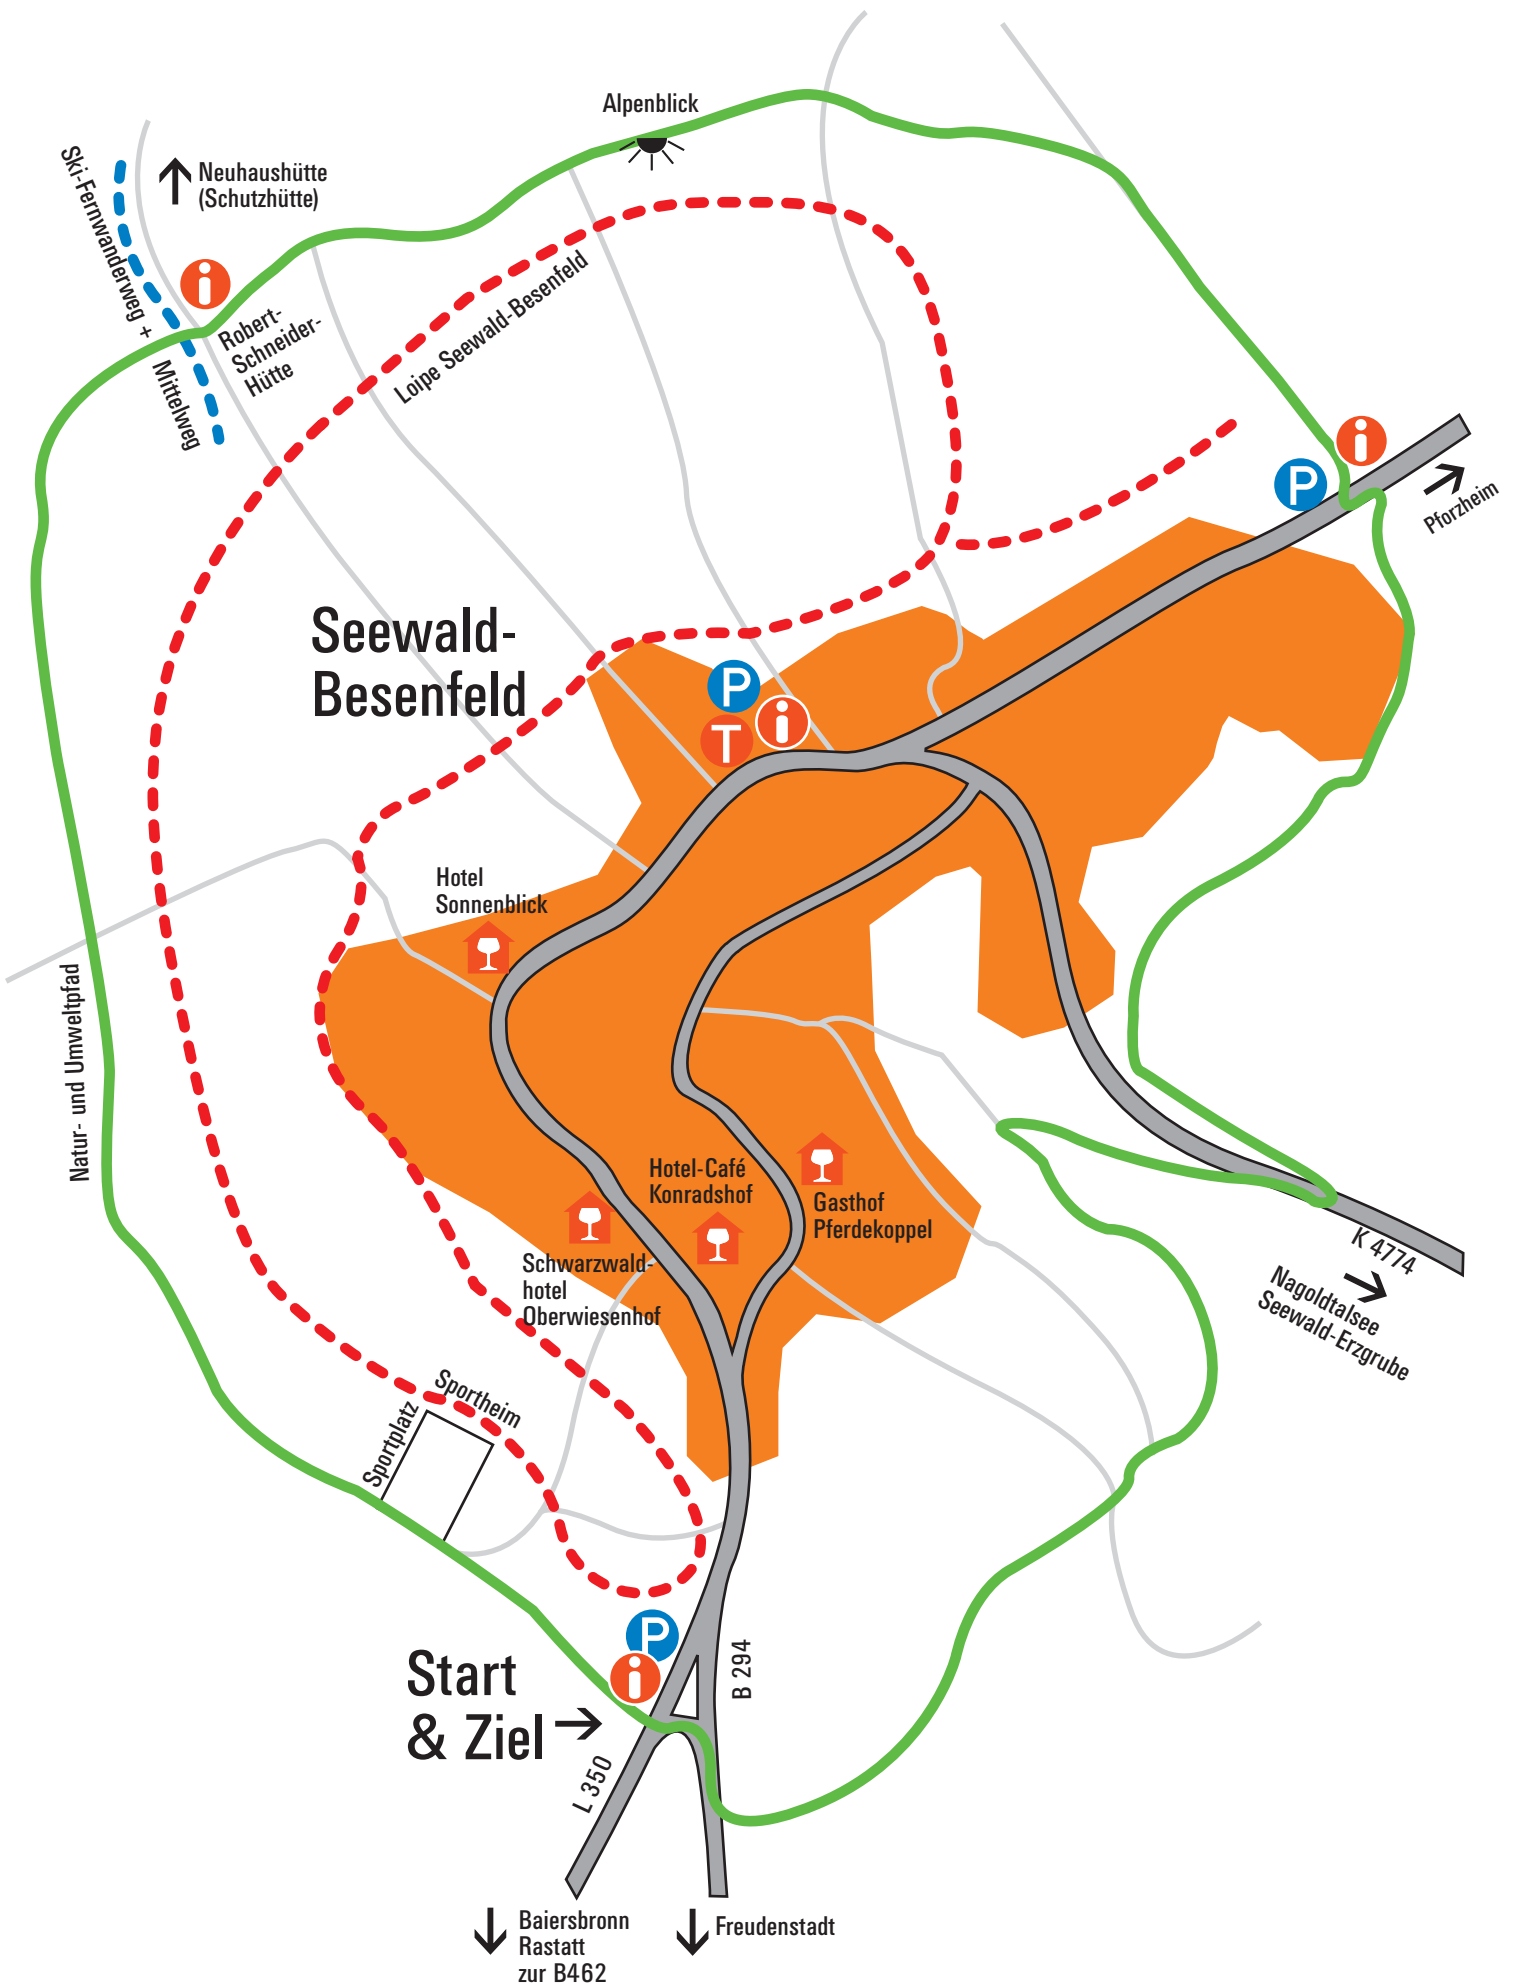 Alpenblick
Neuhaushütte
(Schutzhütte)
Ski-Fernwanderweg + Mittelweg
i
Robert-
Schneider-
Hütte
Loipe Seewald-Besenfeld
i
P
Pforzheim
Seewald-
Besenfeld
P
i
T
Hotel
Sonnenblick
Natur- und Umweltpfad
Hotel-Café
Konradshof
Gasthof
Pferdekoppel
Schwarzwald-
hotel
Oberwiesenhof
K 4774
Nagoldtalsee
Seewald-Erzgrube
Sportheim
Sportplatz
P
i
Start
& Ziel
B 294
L 350
Baiersbronn
Rastatt
zur B462
Freudenstadt